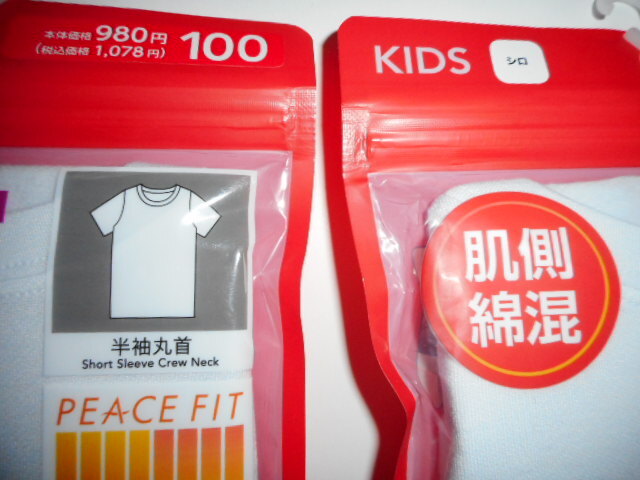 本体価格 980円
(税込価格 1,078円)
100
半袖丸首
Short Sleeve Crew Neck
PEACE FIT
KIDS
シロ
肌側
綿混